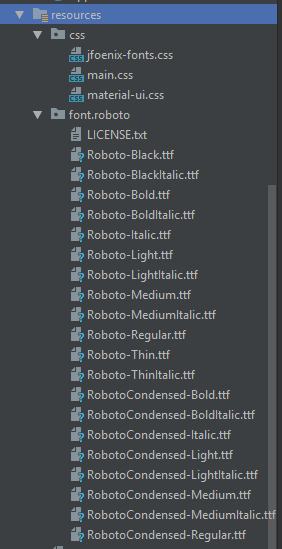 resources
css
jfoenix-fonts.css
main.css
material-ui.css
font.roboto
LICENSE.txt
Roboto-Black.ttf
Roboto-BlackItalic.ttf
Roboto-Bold.ttf
Roboto-BoldItalic.ttf
Roboto-Italic.ttf
Roboto-Light.ttf
Roboto-LightItalic.ttf
Roboto-Medium.ttf
Roboto-MediumItalic.ttf
Roboto-Regular.ttf
Roboto-Thin.ttf
Roboto-ThinItalic.ttf
RobotoCondensed-Bold.ttf
RobotoCondensed-BoldItalic.ttf
RobotoCondensed-Italic.ttf
RobotoCondensed-Light.ttf
RobotoCondensed-LightItalic.ttf
RobotoCondensed-Medium.ttf
RobotoCondensed-MediumItalic.ttf
RobotoCondensed-Regular.ttf